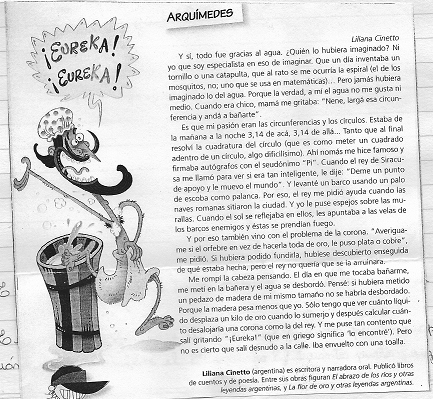 ARQUÍMEDES
¡EUREKA!
¡EUREKA!
Liliana Cinetto
Y sí, todo fue gracias al agua. ¿Quién lo hubiera imaginado? Ni
yo que soy especialista en eso de imaginar. Que un día inventaba un
tornillo o una catapulta, que al rato se me ocurría la espiral (el de los
mosquitos, no; uno que se usa en matemáticas)... Pero jamás hubiera
imaginado lo del agua. Porque la verdad, a mí el agua no me gusta ni
medio. Cuando era chico, mamá me gritaba: "Nene, largá esa circun-
ferencia y andá a bañarte".
Es que mi pasión eran las circunferencias y los círculos. Estaba de
la mañana a la noche 3,14 de acá, 3,14 de allá... Tanto que al final
resolví la cuadratura del círculo (que es como meter un cuadrado
adentro de un círculo, algo dificilísimo). Ahí nomás me hice famoso y
firmaba autógrafos con el seudónimo "Pi". Cuando el rey de Siracu-
sa me llamó para ver si era tan inteligente, le dije: "Deme un punto
de apoyo y le muevo el mundo". Y levanté un barco usando un palo
de escoba como palanca. Por eso, el rey me pidió ayuda cuando las
naves romanas sitiaron la ciudad. Y yo le puse espejos sobre las mu-
rallas. Cuando el sol se reflejaba en ellos, les apuntaba a las velas de
los barcos enemigos y éstas se prendían fuego.
Y por eso también vino con el problema de la corona. "Averigua-
me si el orfebre en vez de hacerla toda de oro, le puso plata o cobre",
me pidió. Si hubiera podido fundirla, hubiese descubierto enseguida
de qué estaba hecha, pero el rey no quería que se la arruinara.
Me rompí la cabeza pensando. El día en que me tocaba bañarme,
me metí en la bañera y el agua se desbordó. Pensé: si hubiera metido
un pedazo de madera de mi mismo tamaño no se habría desbordado.
Porque la madera pesa menos que yo. Sólo tengo que ver cuánto líqui-
do desplaza un kilo de oro cuando lo sumerjo y después calcular cuán-
to desalojaría una corona como la del rey. Y me puse tan contento que
salí gritando "¡Eureka!" (que en griego significa 'lo encontré'). Pero
no es cierto que salí desnudo a la calle. Iba envuelto con una toalla.
Liliana Cinetto (argentina) es escritora y narradora oral. Publicó libros
de cuentos y de poesía. Entre sus obras figuran El abrazo de los ríos y otras
leyendas argentinas, y La flor de oro y otras leyendas argentinas.